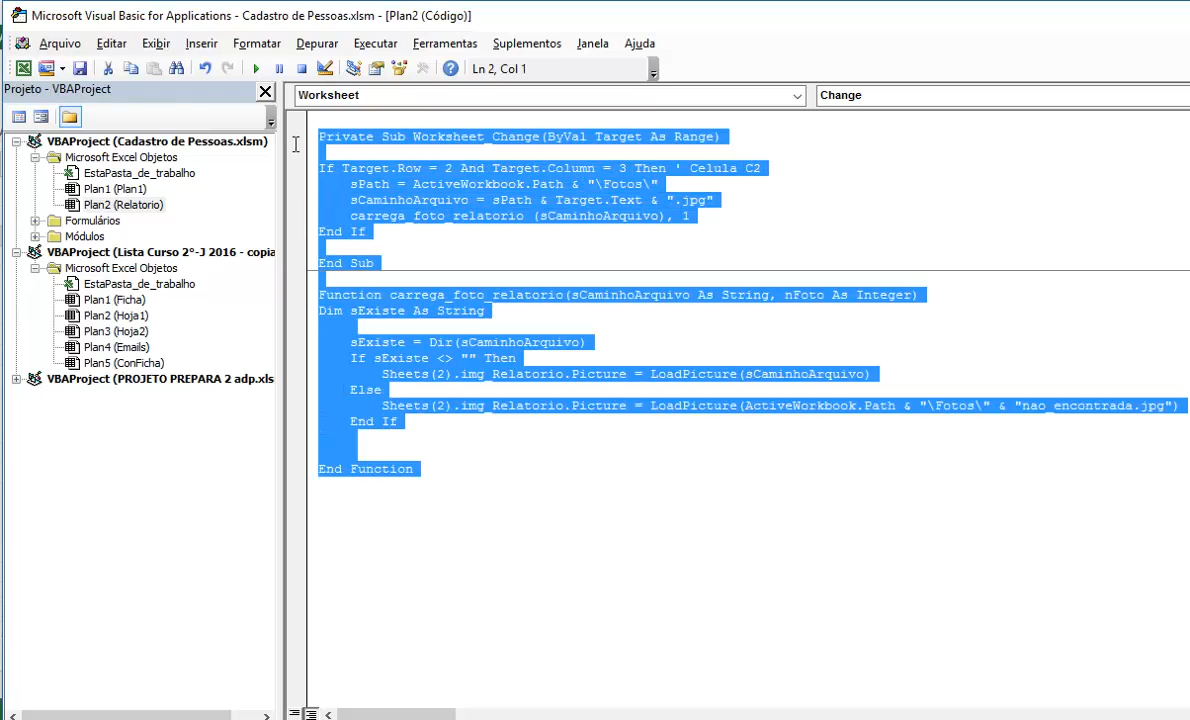 Microsoft Visual Basic for Applications - Cadastro de Pessoas.xlsm - [Plan2 (Código)]
Arquivo Editar Exibir Inserir Formatar Depurar Executar Ferramentas Suplementos Janela Ajuda
Ln 2, Col 1
Projeto - VBAProject
Worksheet
Change
VBAProject (Cadastro de Pessoas.xlsm)
Microsoft Excel Objetos
EstaPasta_de_trabalho
Plan1 (Plan1)
Plan2 (Relatorio)
Formulários
Módulos
VBAProject (Lista Curso 2°-J 2016 - copia
Microsoft Excel Objetos
EstaPasta_de_trabalho
Plan1 (Ficha)
Plan2 (Hoja1)
Plan3 (Hoja2)
Plan4 (Emails)
Plan5 (ConFicha)
VBAProject (PROJETO PREPARA 2 adp.xls
Private Sub Worksheet_Change(ByVal Target As Range)
If Target.Row = 2 And Target.Column = 3 Then ' Celula C2
sPath = ActiveWorkbook.Path & "\Fotos\"
sCaminhoArquivo = sPath & Target.Text & ".jpg"
carrega_foto_relatorio (sCaminhoArquivo), 1
End If
End Sub
Function carrega_foto_relatorio(sCaminhoArquivo As String, nFoto As Integer)
Dim sExiste As String
sExiste = Dir(sCaminhoArquivo)
If sExiste <> "" Then
Sheets(2).img_Relatorio.Picture = LoadPicture(sCaminhoArquivo)
Else
Sheets(2).img_Relatorio.Picture = LoadPicture(ActiveWorkbook.Path & "\Fotos\" & "nao_encontrada.jpg")
End If
End Function